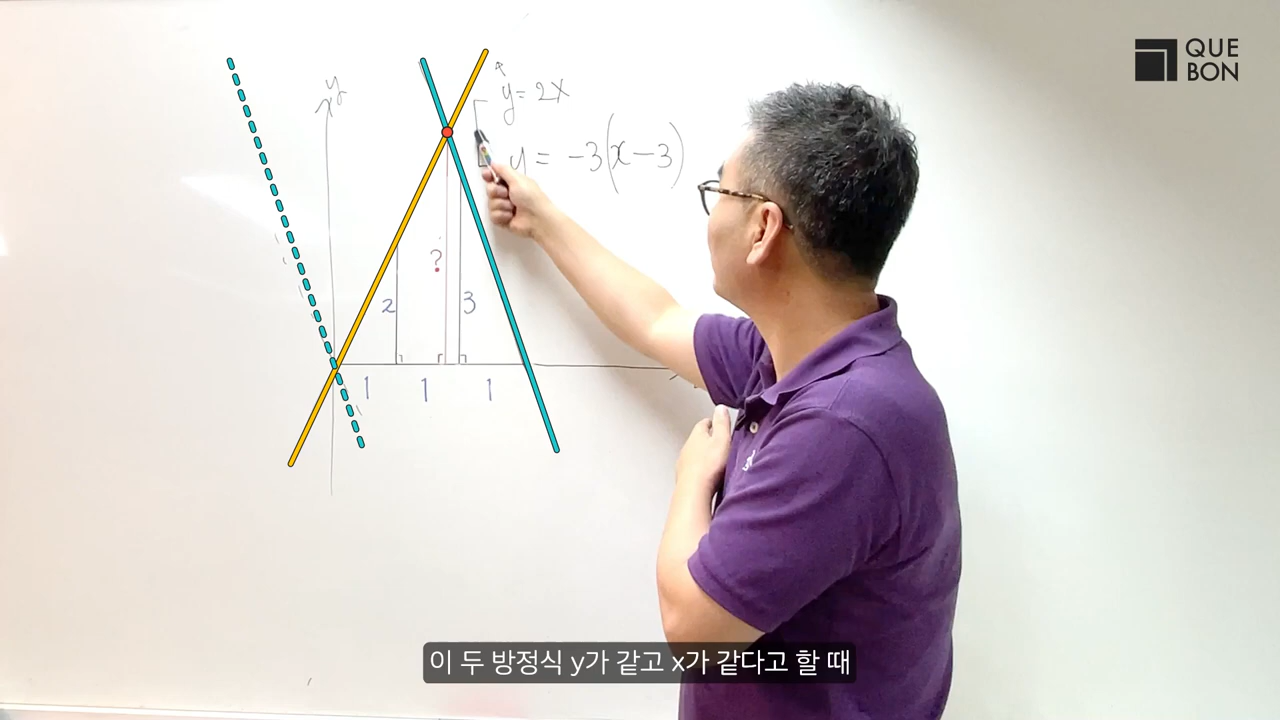 QUE
BON
y
y = 2x
y = -3(x-3)
?
2
3
1
1
1
이 두 방정식 y가 같고 x가 같다고 할 때